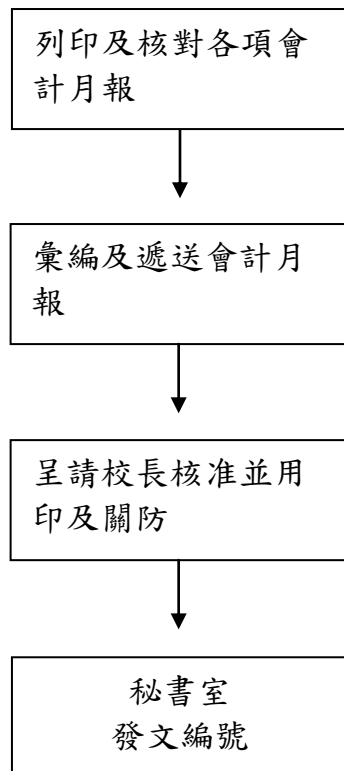 列印及核對各項會
計月報
彙編及遞送會計月
報
呈請校長核准並用
印及關防
秘書室
發文編號